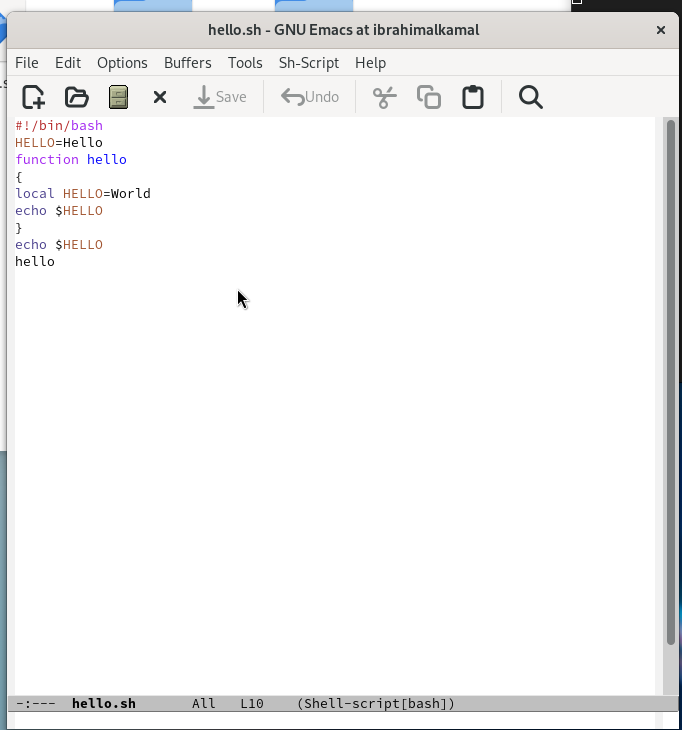 hello.sh - GNU Emacs at ibrahimalkamal
File Edit Options Buffers Tools Sh-Script Help
Save Undo
#!/bin/bash
HELLO=Hello
function hello
{
local HELLO=World
echo $HELLO
}
echo $HELLO
hello
-:--- hello.sh All L10 (Shell-script[bash])